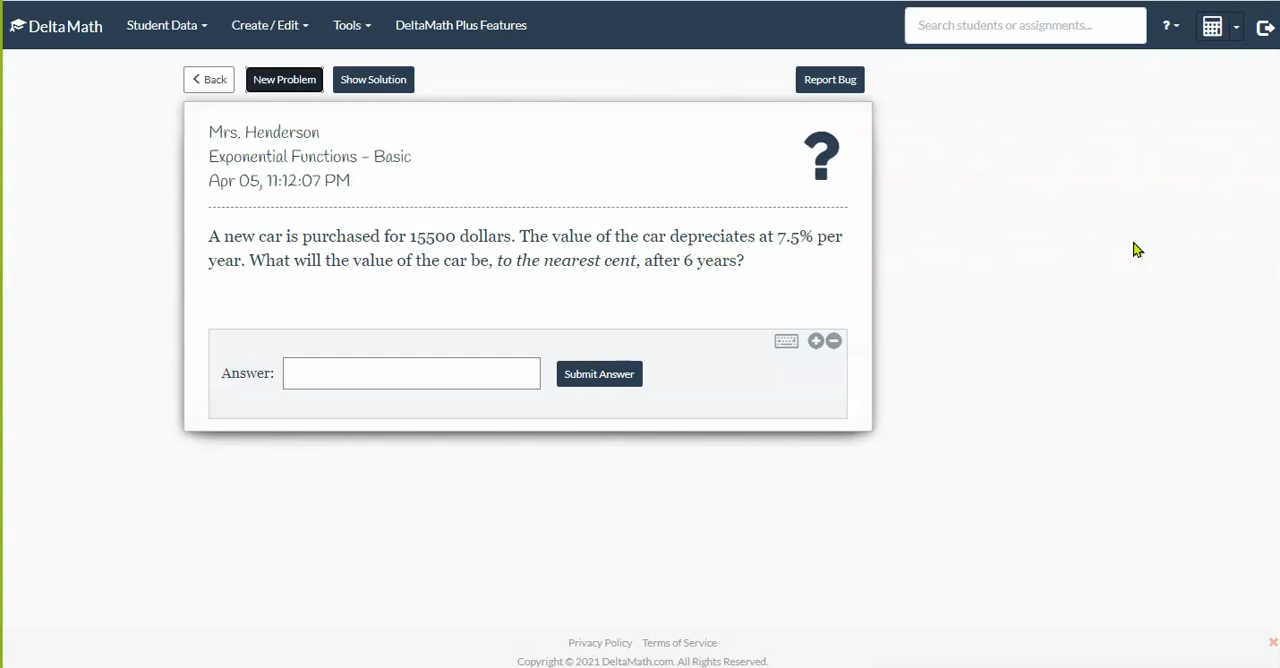 DeltaMath Student Data Create / Edit Tools DeltaMath Plus Features Search students or assignments... ?
Back New Problem Show Solution Report Bug
Mrs. Henderson
Exponential Functions - Basic
Apr 05, 11:12:07 PM
?
A new car is purchased for 15500 dollars. The value of the car depreciates at 7.5% per
year. What will the value of the car be, to the nearest cent, after 6 years?
Answer: Submit Answer
Privacy Policy Terms of Service
Copyright © 2021 DeltaMath.com. All Rights Reserved.